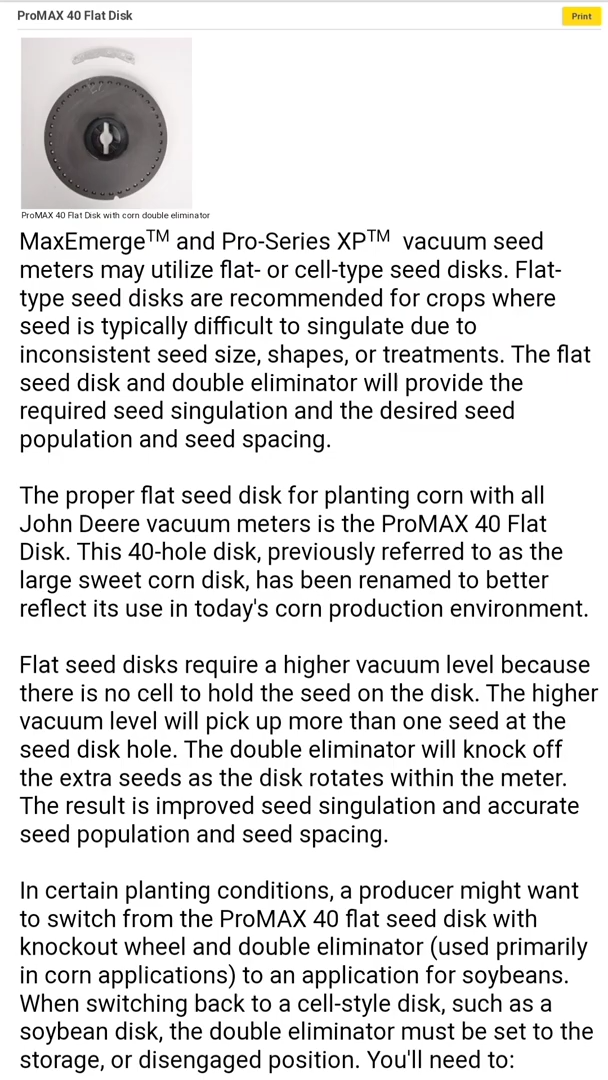 ProMAX 40 Flat Disk
Print
ProMAX 40 Flat Disk with corn double eliminator
MaxEmerge™ and Pro-Series XP™ vacuum seed
meters may utilize flat- or cell-type seed disks. Flat-
type seed disks are recommended for crops where
seed is typically difficult to singulate due to
inconsistent seed size, shapes, or treatments. The flat
seed disk and double eliminator will provide the
required seed singulation and the desired seed
population and seed spacing.
The proper flat seed disk for planting corn with all
John Deere vacuum meters is the ProMAX 40 Flat
Disk. This 40-hole disk, previously referred to as the
large sweet corn disk, has been renamed to better
reflect its use in today's corn production environment.
Flat seed disks require a higher vacuum level because
there is no cell to hold the seed on the disk. The higher
vacuum level will pick up more than one seed at the
seed disk hole. The double eliminator will knock off
the extra seeds as the disk rotates within the meter.
The result is improved seed singulation and accurate
seed population and seed spacing.
In certain planting conditions, a producer might want
to switch from the ProMAX 40 flat seed disk with
knockout wheel and double eliminator (used primarily
in corn applications) to an application for soybeans.
When switching back to a cell-style disk, such as a
soybean disk, the double eliminator must be set to the
storage, or disengaged position. You'll need to: